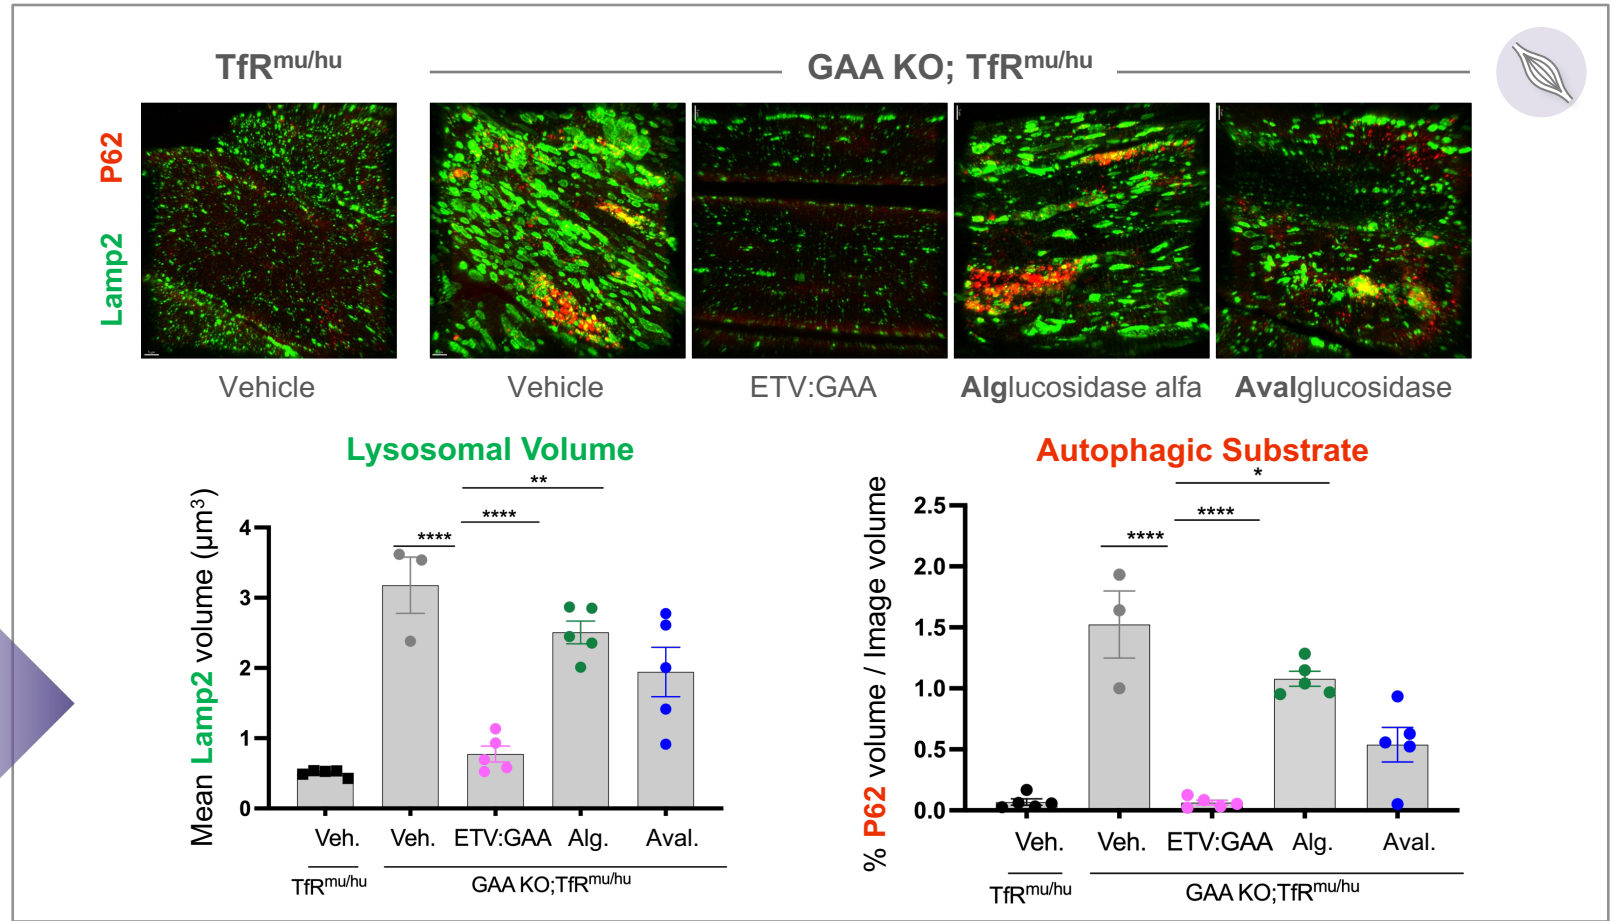 TfRmu/hu
GAA KO; TfRmu/hu
P62
Lamp2
Vehicle
Vehicle
ETV:GAA
Alglucosidase alfa
Avalglucosidase
Lysosomal Volume
Mean Lamp2 volume (µm3)
4
3
2
1
0
****
****
**
Veh.
Veh.
ETV:GAA
Alg.
Aval.
TfRmu/hu
GAA KO;TfRmu/hu
Autophagic Substrate
% P62 volume / Image volume
2.5
2.0
1.5
1.0
0.5
0.0
****
****
*
Veh.
Veh.
ETV:GAA
Alg.
Aval.
TfRmu/hu
GAA KO;TfRmu/hu